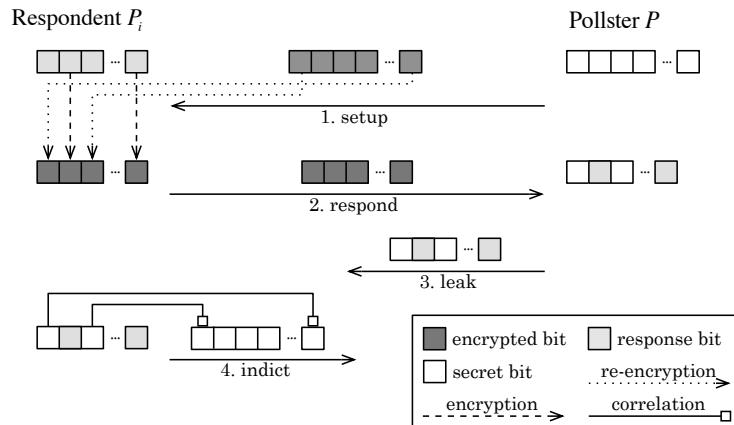 Respondent P_i
Pollster P
...
...
...
1. setup
...
...
...
2. respond
...
3. leak
...
...
4. indict
encrypted bit
response bit
secret bit
re-encryption
encryption
correlation